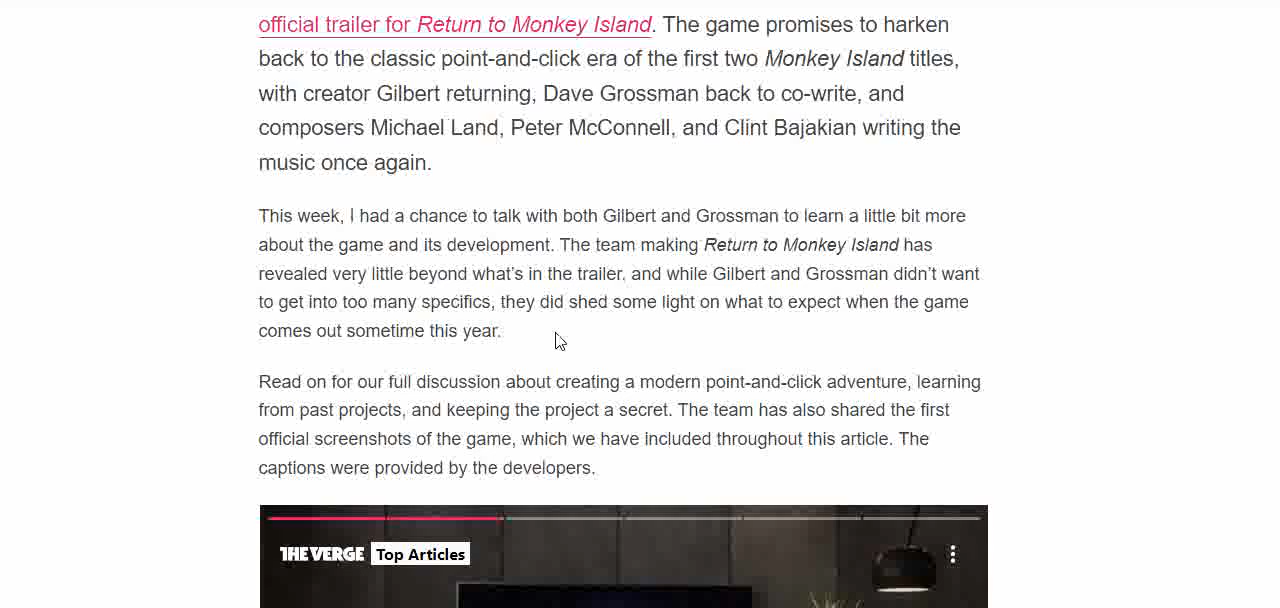 official trailer for Return to Monkey Island. The game promises to harken
back to the classic point-and-click era of the first two Monkey Island titles,
with creator Gilbert returning, Dave Grossman back to co-write, and
composers Michael Land, Peter McConnell, and Clint Bajakian writing the
music once again.
This week, I had a chance to talk with both Gilbert and Grossman to learn a little bit more
about the game and its development. The team making Return to Monkey Island has
revealed very little beyond what’s in the trailer, and while Gilbert and Grossman didn’t want
to get into too many specifics, they did shed some light on what to expect when the game
comes out sometime this year.
Read on for our full discussion about creating a modern point-and-click adventure, learning
from past projects, and keeping the project a secret. The team has also shared the first
official screenshots of the game, which we have included throughout this article. The
captions were provided by the developers.
THE VERGE Top Articles